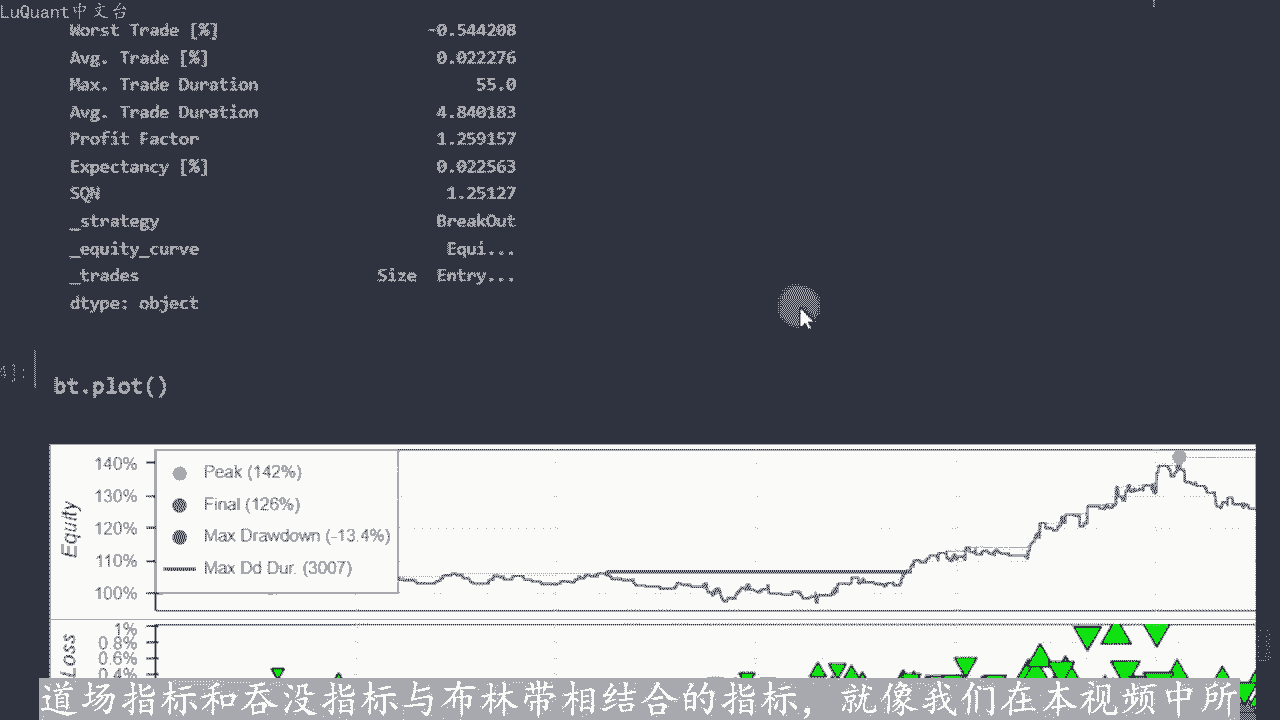 LuQuant中文台
Worst Trade [%] -0.544208
Avg. Trade [%] 0.022276
Max. Trade Duration 55.0
Avg. Trade Duration 4.840183
Profit Factor 1.259157
Expectancy [%] 0.022563
SQN 1.25127
_strategy BreakOut
_equity_curve Equi...
_trades Size Entry...
dtype: object
bt.plot()
Equity
140%
130%
120%
110%
100%
Peak (142%)
Final (126%)
Max Drawdown (-13.4%)
Max Dd Dur. (3007)
Loss
1%
0.8%
0.6%
0.4%
道场指标和吞没指标与布林带相结合的指标，就像我们在本视频中所